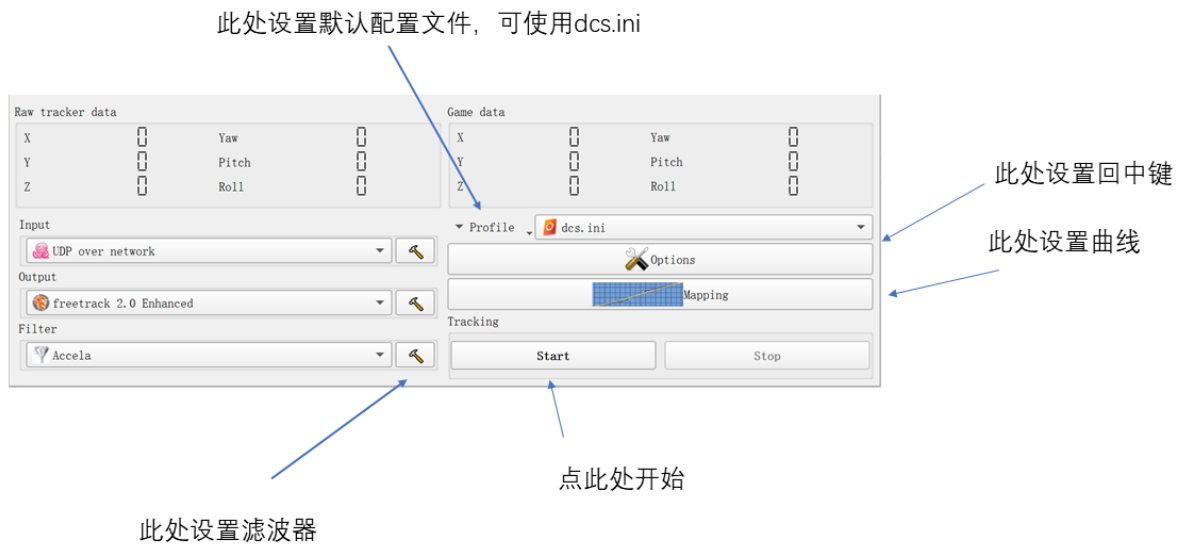 此处设置默认配置文件，可使用dcs.ini
Raw tracker data
X 0 Yaw 0
Y 0 Pitch 0
Z 0 Roll 0
Game data
X 0 Yaw 0
Y 0 Pitch 0
Z 0 Roll 0
此处设置回中键
此处设置曲线
Input
UDP over network
Output
freetrack 2.0 Enhanced
Filter
Accela
Profile dcs.ini
Options
Mapping
Tracking
Start Stop
点此处开始
此处设置滤波器